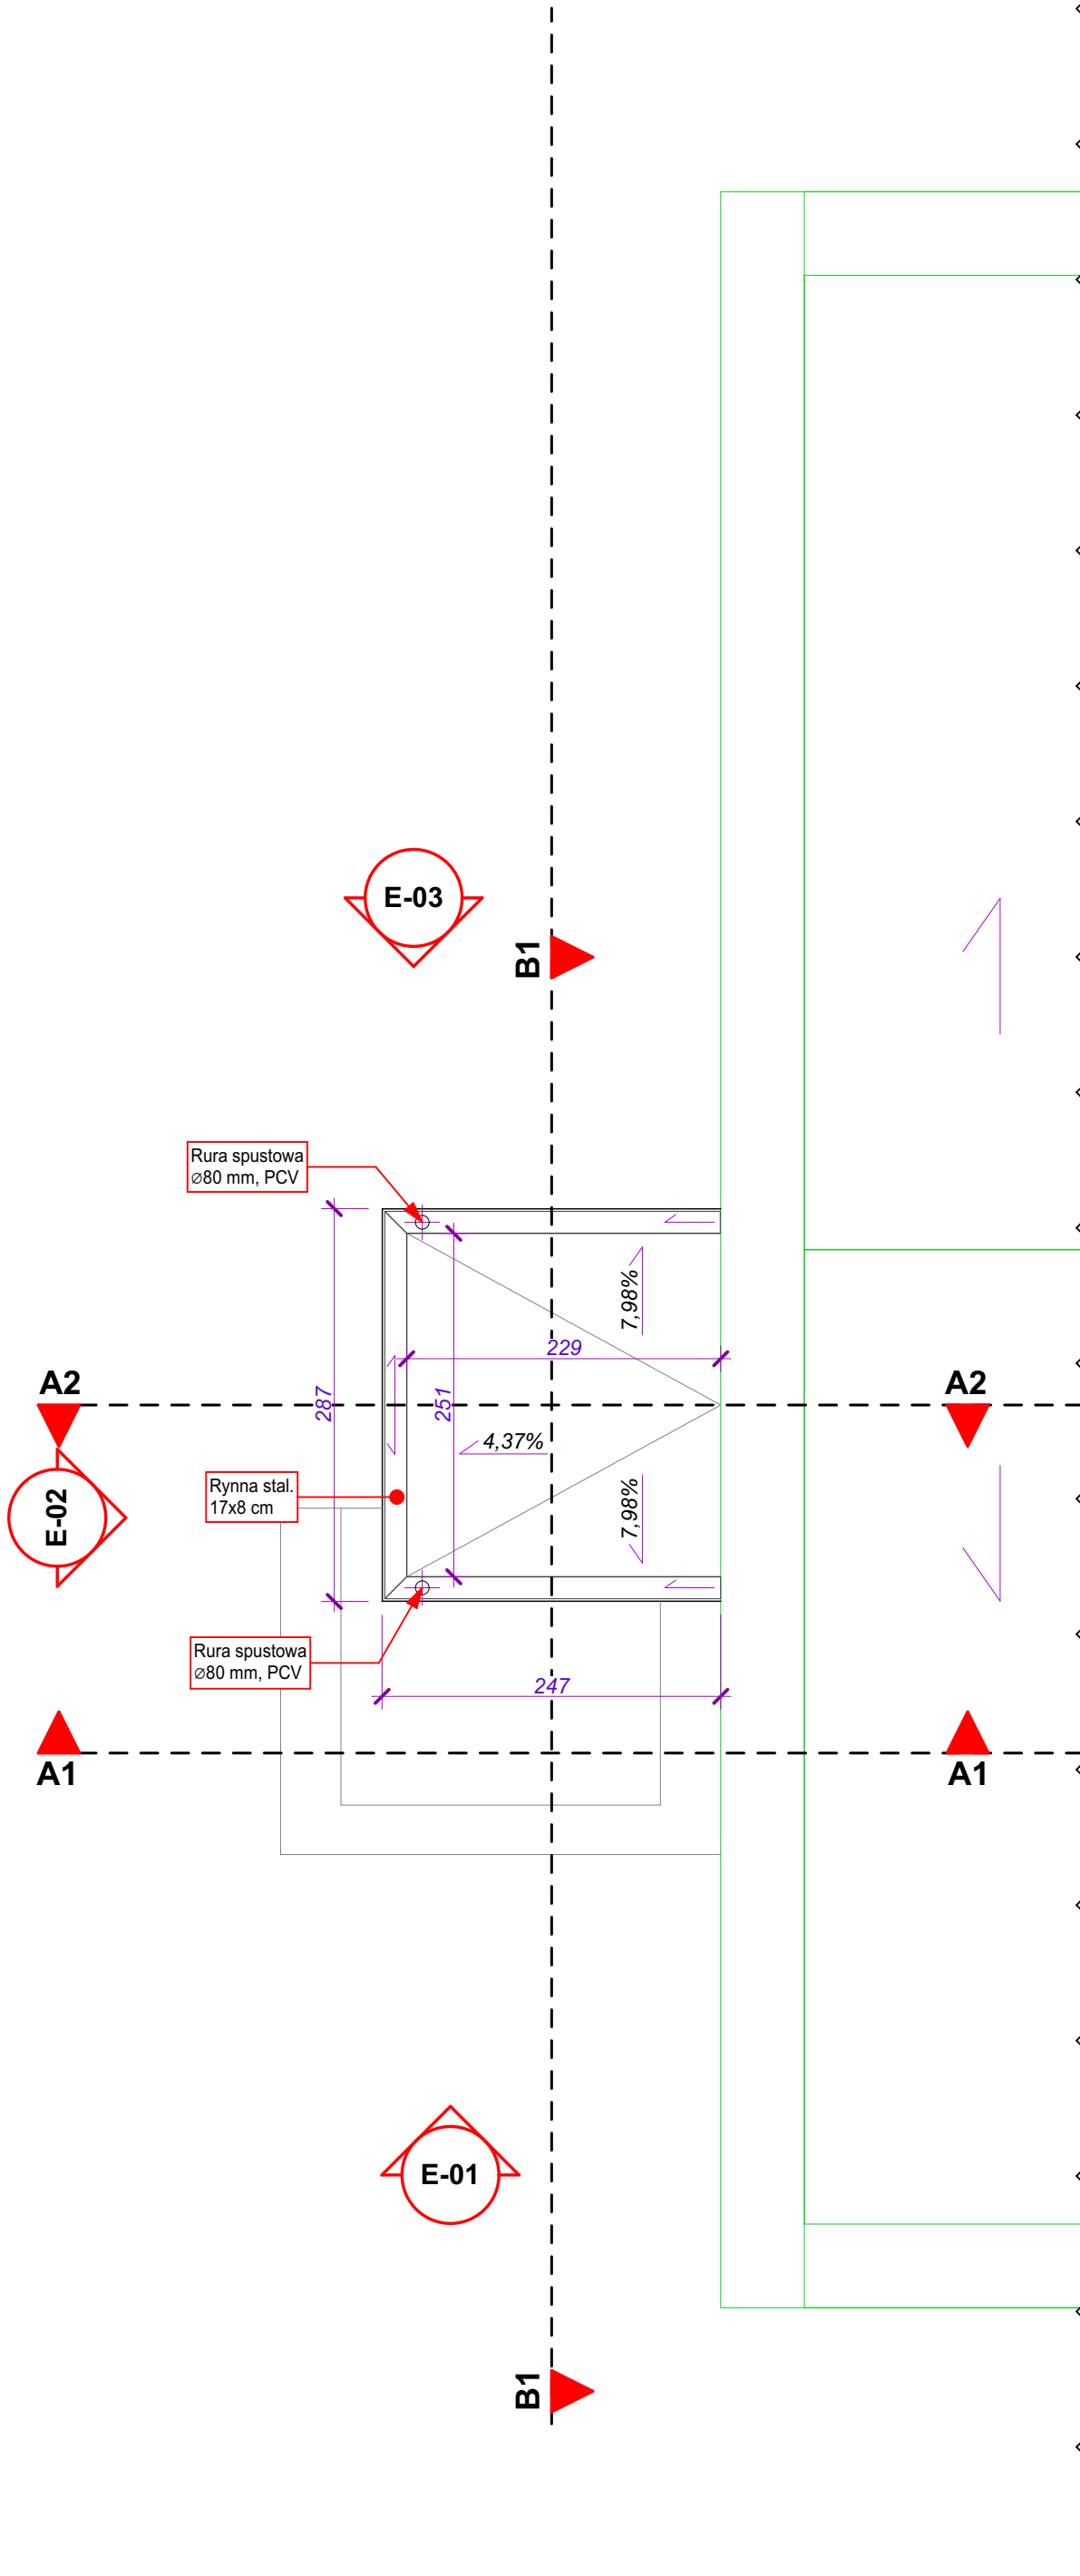 E-03
B1
Rura spustowa
⌀80 mm, PCV
7,98%
229
A2
A2
287
251
4,37%
Rynna stal.
17x8 cm
7,98%
E-02
Rura spustowa
⌀80 mm, PCV
247
A1
A1
E-01
B1